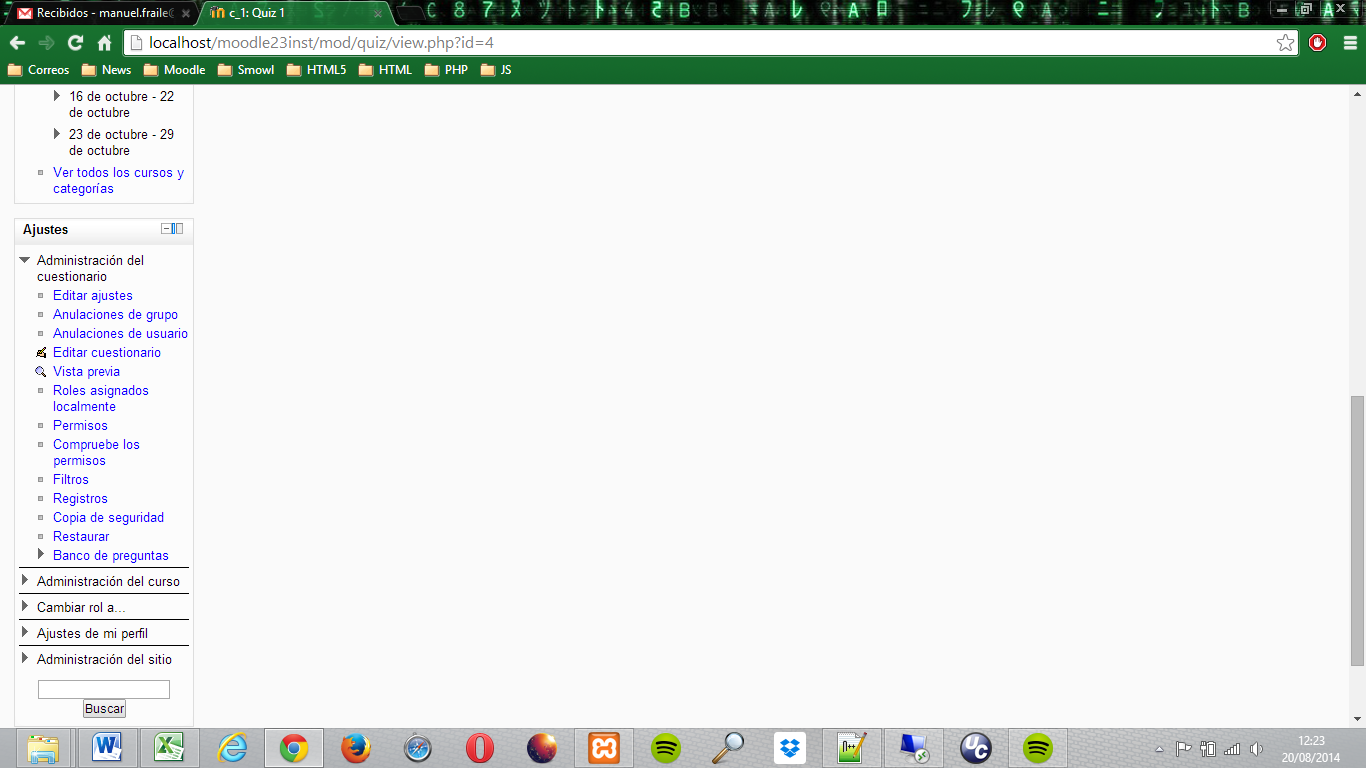 Recibidos - manuel.fraile@
c_1: Quiz 1
localhost/moodle23inst/mod/quiz/view.php?id=4
Correos News Moodle Smowl HTML5 HTML PHP JS
16 de octubre - 22
de octubre
23 de octubre - 29
de octubre
Ver todos los cursos y
categorías
Ajustes
Administración del
cuestionario
Editar ajustes
Anulaciones de grupo
Anulaciones de usuario
Editar cuestionario
Vista previa
Roles asignados
localmente
Permisos
Compruebe los
permisos
Filtros
Registros
Copia de seguridad
Restaurar
Banco de preguntas
Administración del curso
Cambiar rol a...
Ajustes de mi perfil
Administración del sitio
Buscar
12:23
20/08/2014